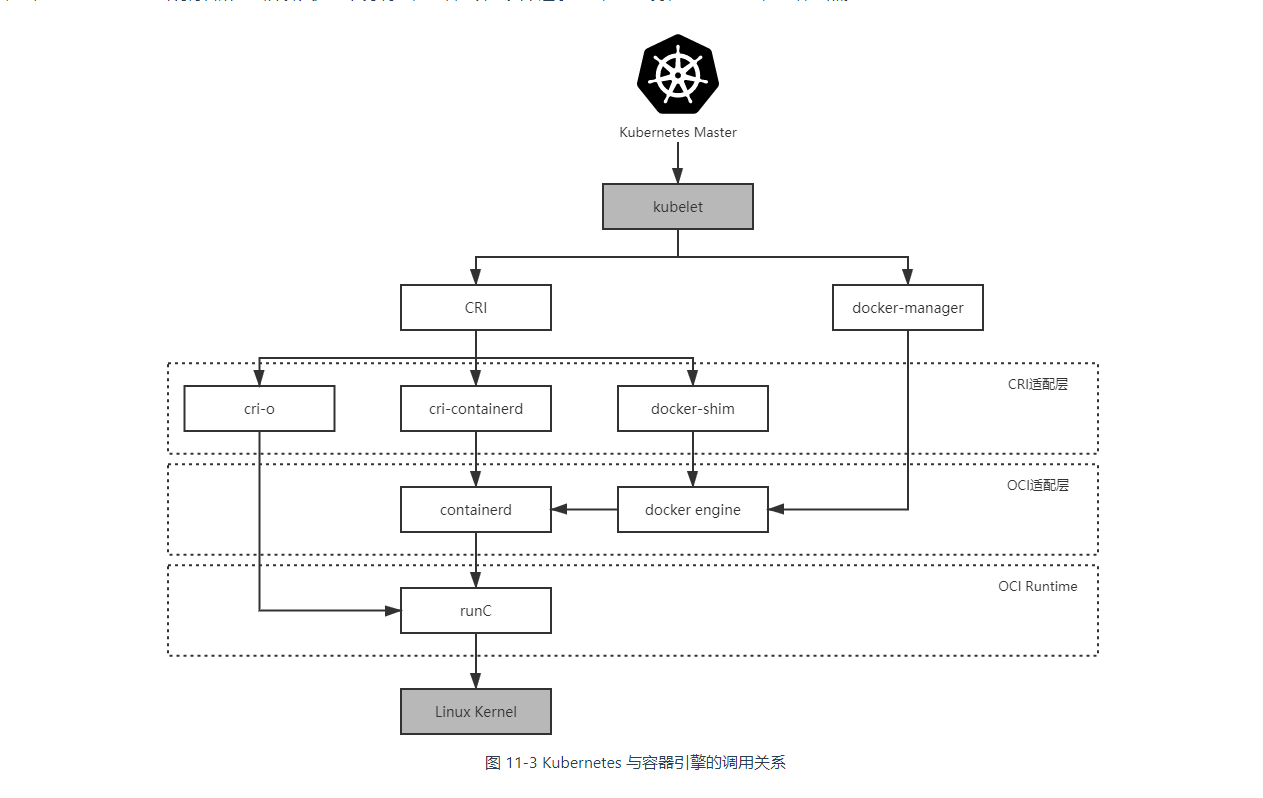 Kubernetes Master
kubelet
CRI
docker-manager
CRI适配层
cri-o
cri-containerd
docker-shim
OCI适配层
containerd
docker engine
OCI Runtime
runC
Linux Kernel
图 11-3 Kubernetes 与容器引擎的调用关系